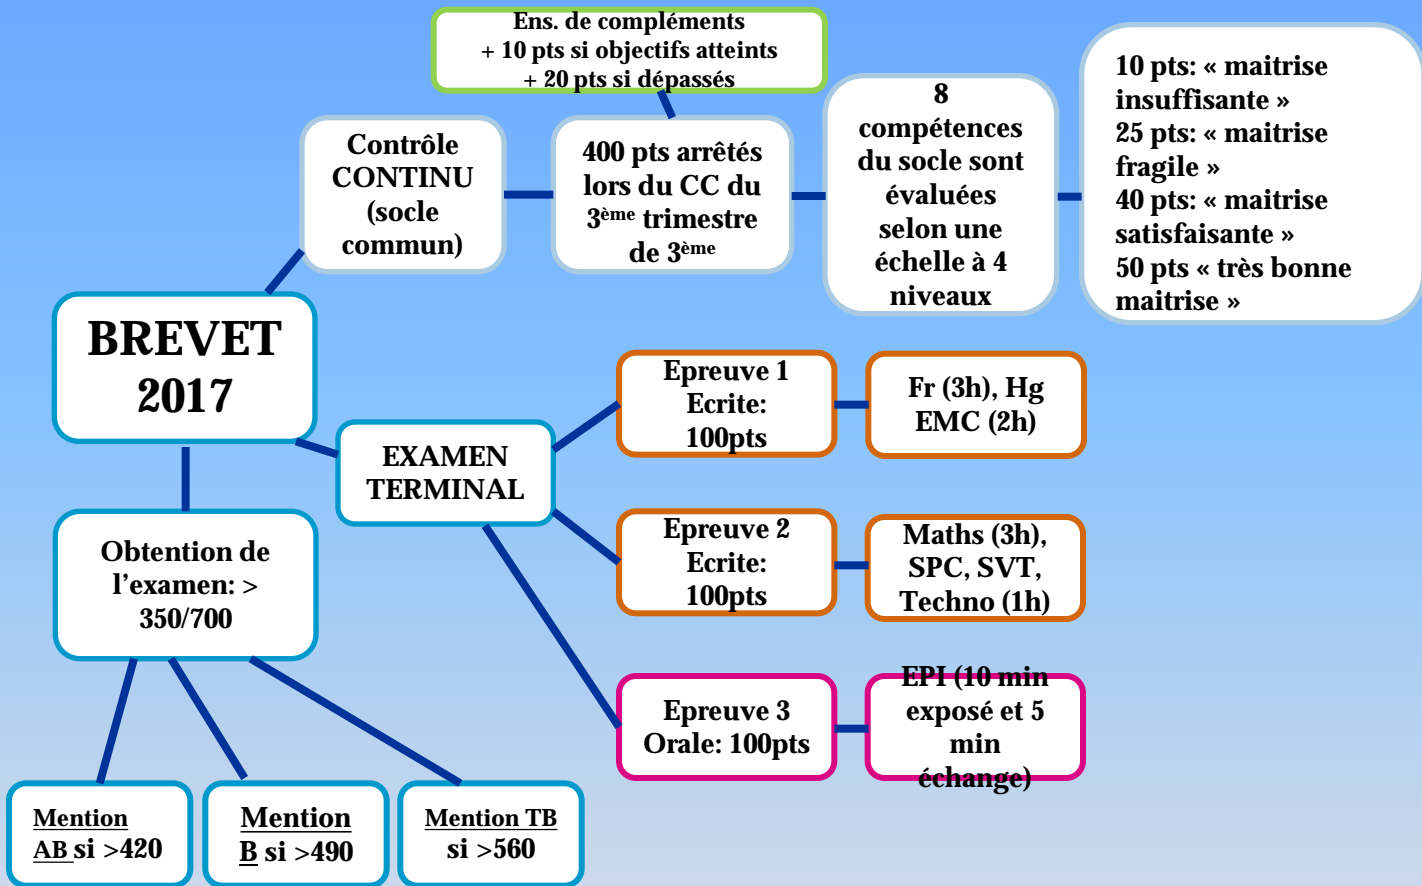 Ens. de compléments
+ 10 pts si objectifs atteints
+ 20 pts si dépassés
Contrôle
CONTINU
(socle
commun)
400 pts arrêtés
lors du CC du
3ème trimestre
de 3ème
8
compétences
du socle sont
évaluées
selon une
échelle à 4
niveaux
10 pts: « maitrise
insuffisante »
25 pts: « maitrise
fragile »
40 pts: « maitrise
satisfaisante »
50 pts « très bonne
maitrise »
BREVET
2017
EXAMEN
TERMINAL
Epreuve 1
Ecrite:
100pts
Fr (3h), Hg
EMC (2h)
Epreuve 2
Ecrite:
100pts
Maths (3h),
SPC, SVT,
Techno (1h)
Epreuve 3
Orale: 100pts
EPI (10 min
exposé et 5
min
échange)
Obtention de
l'examen: >
350/700
Mention
AB si >420
Mention
B si >490
Mention TB
si >560